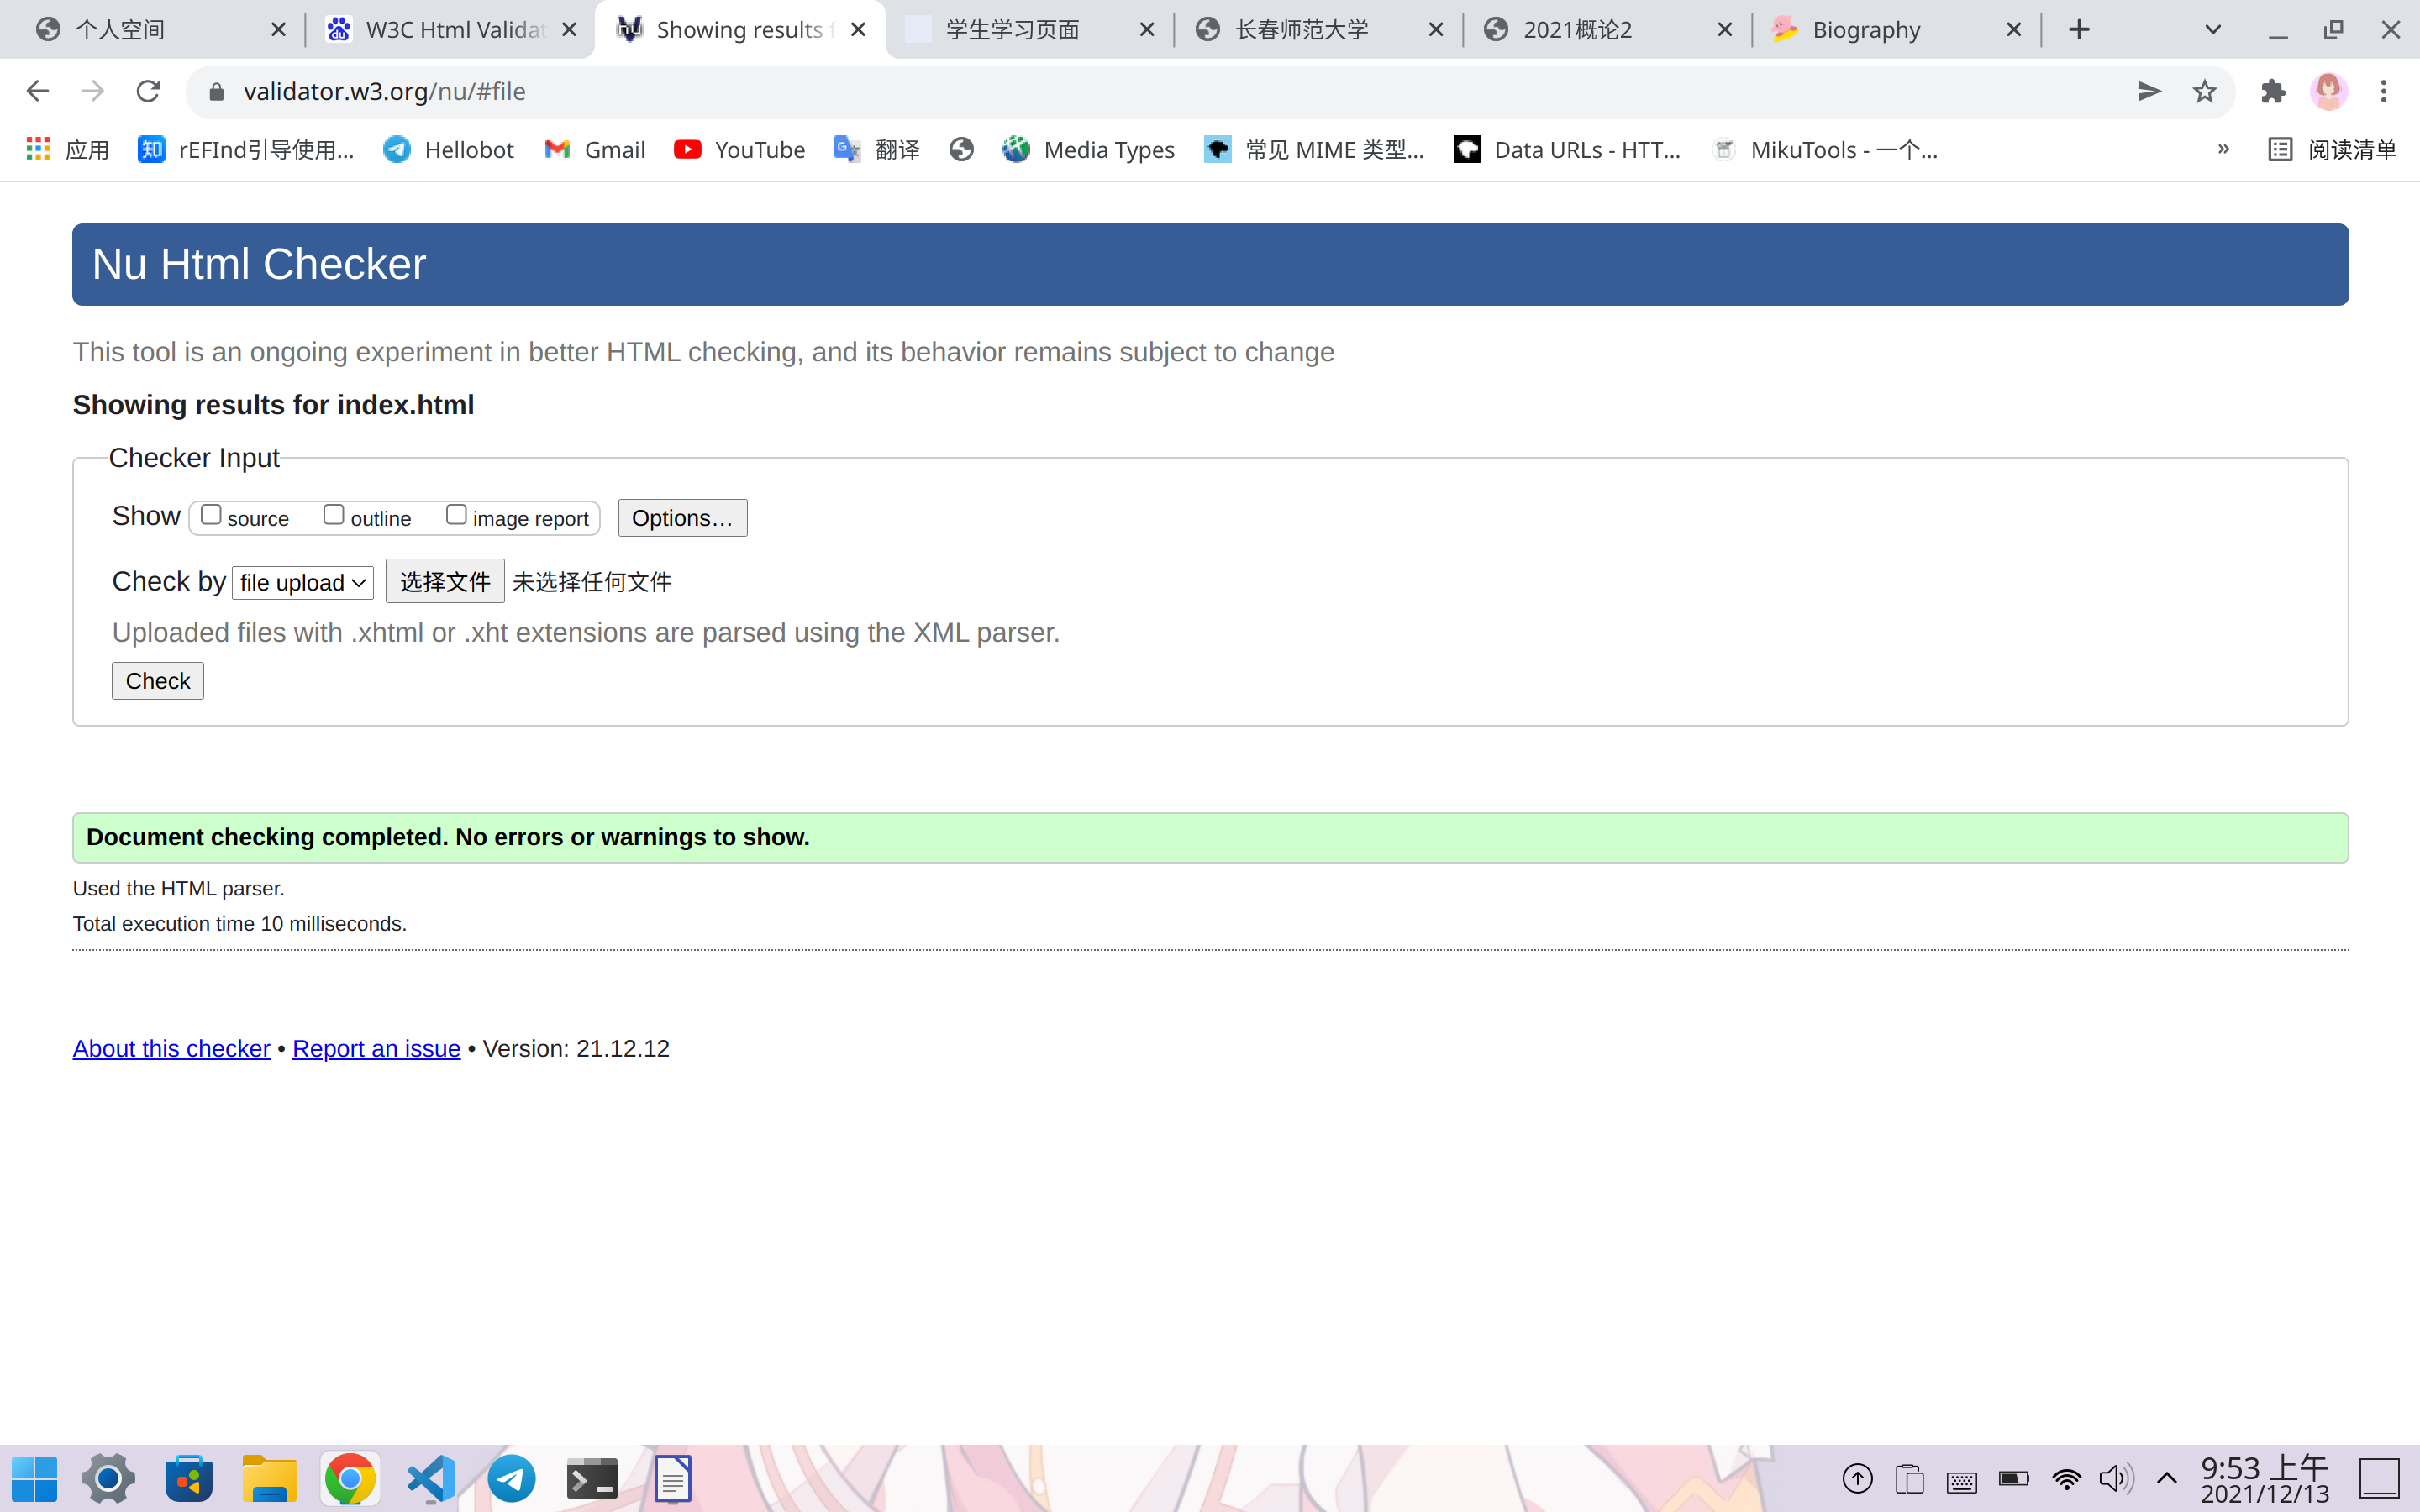 个人空间
W3C Html Validat
Showing results f
学生学习页面
长春师范大学
2021概论2
Biography
validator.w3.org/nu/#file
应用
知
rEFInd引导使用...
Hellobot
Gmail
YouTube
翻译
Media Types
常见 MIME 类型...
Data URLs - HTT...
MikuTools - 一个...
»
阅读清单
Nu Html Checker
This tool is an ongoing experiment in better HTML checking, and its behavior remains subject to change
Showing results for index.html
Checker Input
Show source outline image report Options...
Check by file upload 选择文件 未选择任何文件
Uploaded files with .xhtml or .xht extensions are parsed using the XML parser.
Check
Document checking completed. No errors or warnings to show.
Used the HTML parser.
Total execution time 10 milliseconds.
About this checker • Report an issue • Version: 21.12.12
9:53 上午
2021/12/13